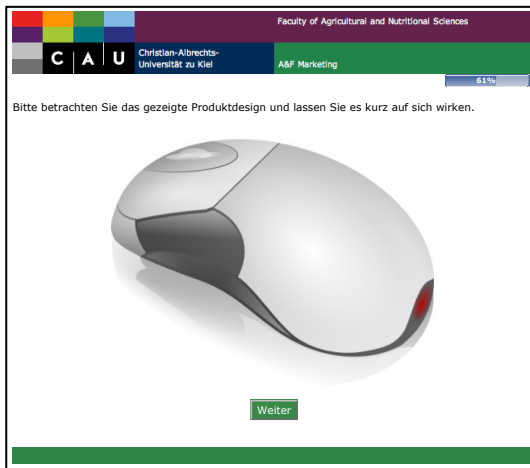 Faculty of Agricultural and Nutritional Sciences
C A U
Christian-Albrechts-
Universität zu Kiel
A&F Marketing
61%
Bitte betrachten Sie das gezeigte Produktdesign und lassen Sie es kurz auf sich wirken.
Weiter